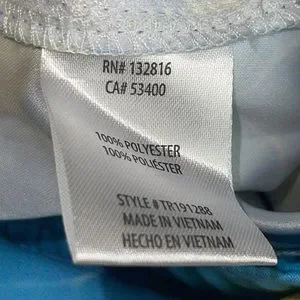 RN# 132816
CA# 53400
100% POLYESTER
100% POLIÉSTER
STYLE # TR191288
MADE IN VIETNAM
HECHO EN VIETNAM